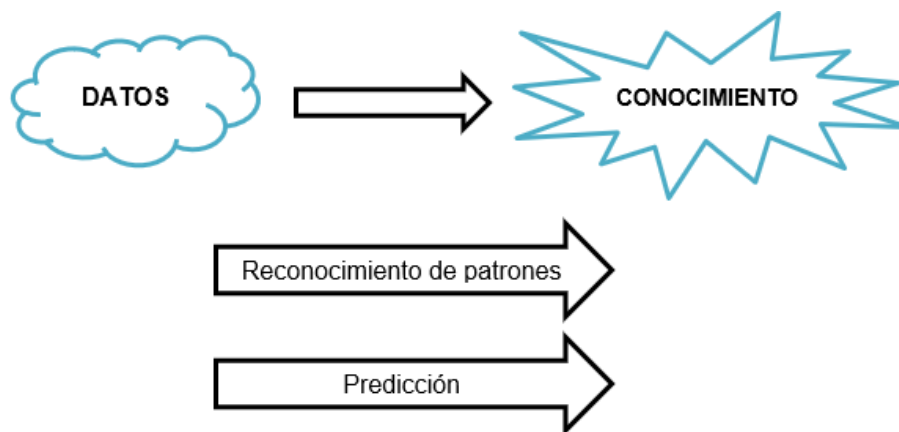 DATOS
CONOCIMIENTO
Reconocimiento de patrones
Predicción